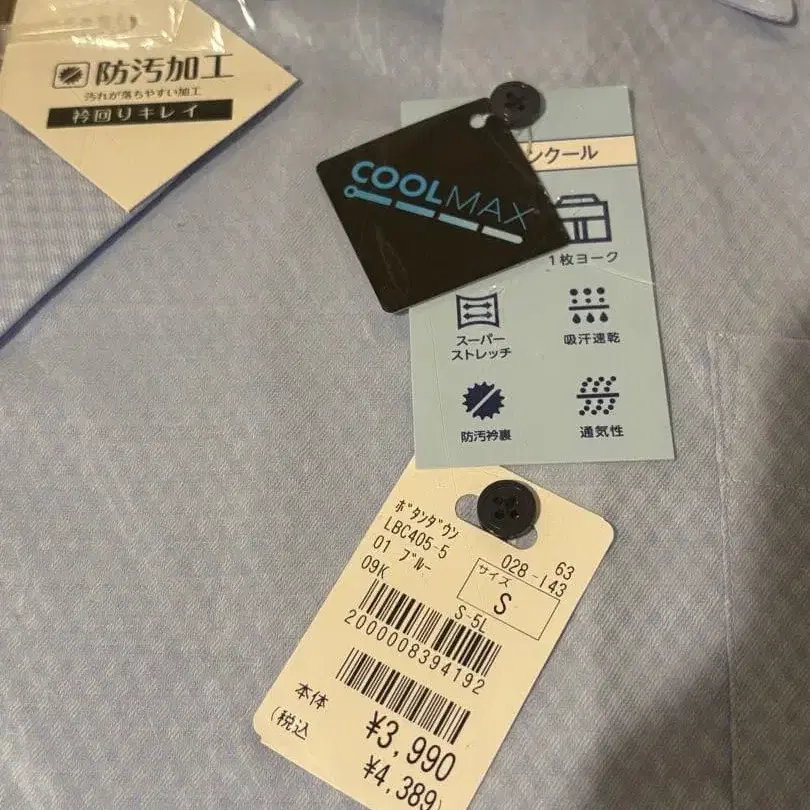 防汚加工
汚れが落ちやすい加工
衿回りキレイ
COOLMAX
ンクール
1枚ヨーク
スーパー
ストレッチ
吸汗速乾
防汚衿裏
通気性
ボタンダウン
LBC405-5
63
01 ブルー
028-143
09K
サイズ
S
S-5L
2000008394192
本体
¥3,990
(税込
¥4,389)